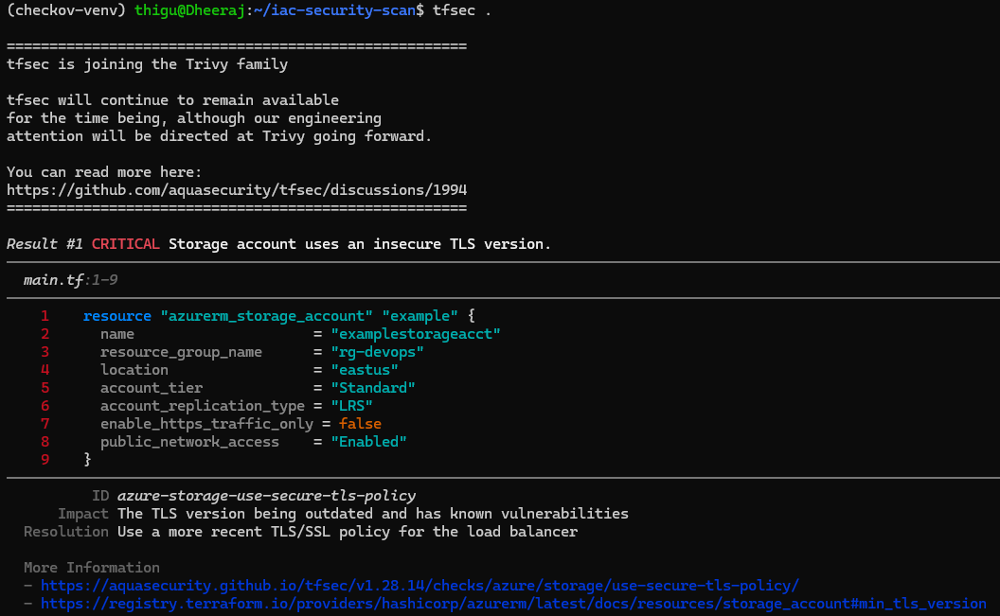 (checkov-venv) thigu@Dheeraj:~/iac-security-scan$ tfsec .
======================================================
tfsec is joining the Trivy family
tfsec will continue to remain available
for the time being, although our engineering
attention will be directed at Trivy going forward.
You can read more here:
https://github.com/aquasecurity/tfsec/discussions/1994
======================================================
Result #1 CRITICAL Storage account uses an insecure TLS version.
main.tf:1-9
1 resource "azurerm_storage_account" "example" {
2 name = "examplestorageacct"
3 resource_group_name = "rg-devops"
4 location = "eastus"
5 account_tier = "Standard"
6 account_replication_type = "LRS"
7 enable_https_traffic_only = false
8 public_network_access = "Enabled"
9 }
ID azure-storage-use-secure-tls-policy
Impact The TLS version being outdated and has known vulnerabilities
Resolution Use a more recent TLS/SSL policy for the load balancer
More Information
- https://aquasecurity.github.io/tfsec/v1.28.14/checks/azure/storage/use-secure-tls-policy/
- https://registry.terraform.io/providers/hashicorp/azurerm/latest/docs/resources/storage_account#min_tls_version